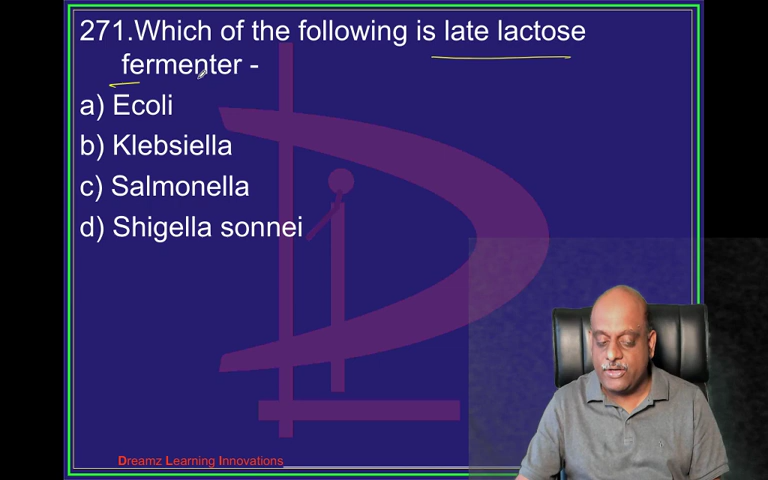 271.Which of the following is late lactose
fermenter -
a) Ecoli
b) Klebsiella
c) Salmonella
d) Shigella sonnei
Dreamz Learning Innovations